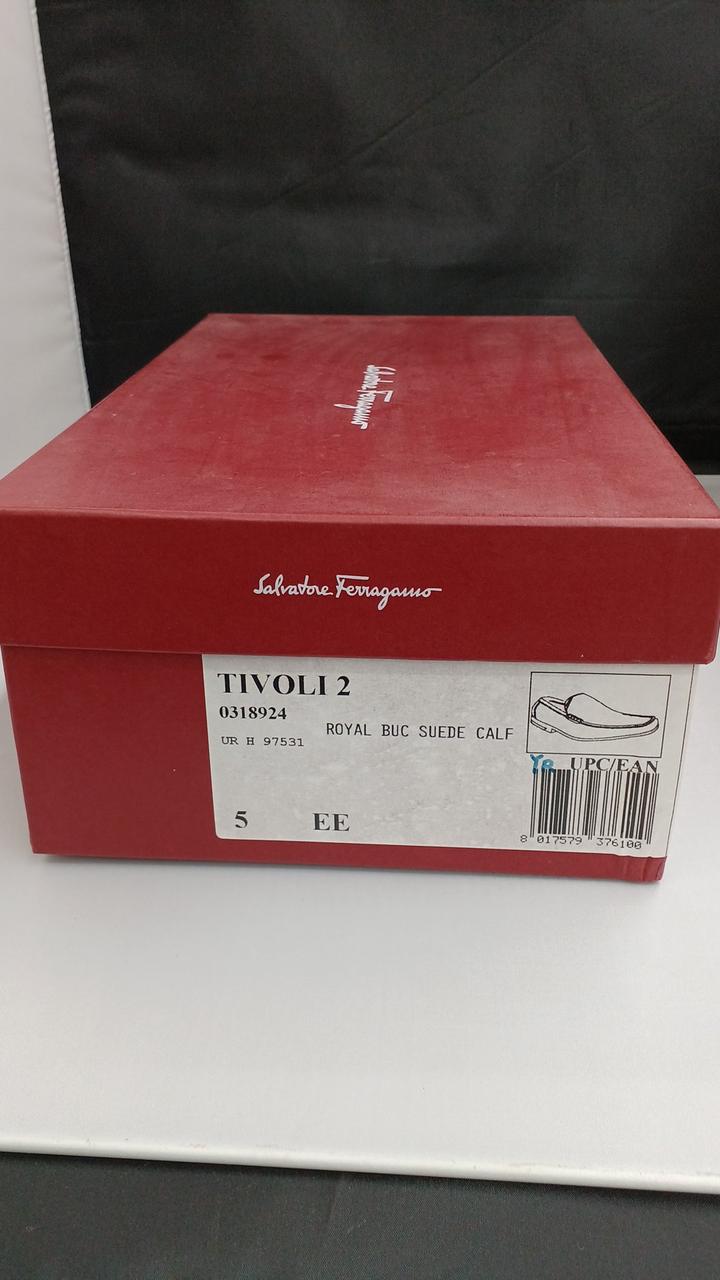 Salvatore Ferragamo
Salvatore Ferragamo
TIVOLI 2
0318924
ROYAL BUC SUEDE CALF
UR H 97531
YR UPC/EAN
5 EE
8 017579 376100